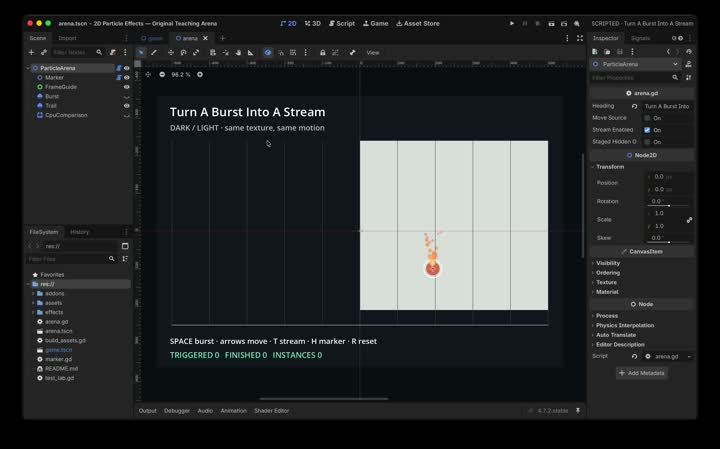 arena.tscn - 2D Particle Effects — Original Teaching Arena
2D 3D Script Game Asset Store
SCRIPTED · Turn A Burst Into A Stream
Scene Import
Filter Nodes
ParticleArena
Marker
FrameGuide
Burst
Trail
CpuComparison
FileSystem History
res://
Filter Files
Favorites
res://
addons
assets
effects
arena.gd
arena.tscn
build_assets.gd
game.tscn
marker.gd
README.md
test_lab.gd
game arena
View
96.2 %
Turn A Burst Into A Stream
DARK / LIGHT · same texture, same motion
SPACE burst · arrows move · T stream · H marker · R reset
TRIGGERED 0 FINISHED 0 INSTANCES 0
Output Debugger Audio Animation Shader Editor
4.7.2.stable
Inspector Signals
ParticleArena
Filter Properties
arena.gd
Heading Turn A Burst Into
Move Source On
Stream Enabled On
Staged Hidden O On
Node2D
Transform
Position x 0.0 px
y 0.0 px
Rotation 0.0 °
Scale x 1.0
y 1.0
Skew 0.0 °
CanvasItem
Visibility
Ordering
Texture
Material
Node
Process
Physics Interpolation
Auto Translate
Editor Description
Script arena.gd
Add Metadata